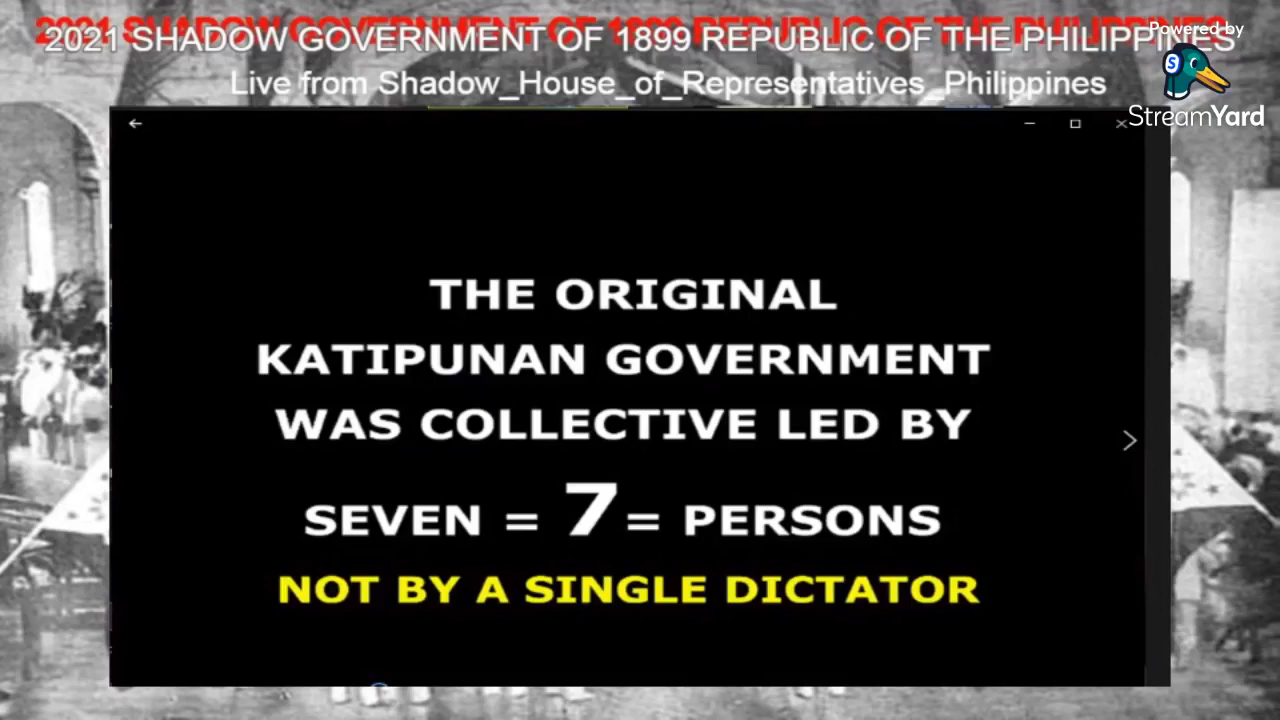 2021 SHADOW GOVERNMENT OF 1899 REPUBLIC OF THE PHILIPPINES
Powered by
Live from Shadow_House_of_Representatives_Philippines
StreamYard
THE ORIGINAL
KATIPUNAN GOVERNMENT
WAS COLLECTIVE LED BY
SEVEN = 7 = PERSONS
NOT BY A SINGLE DICTATOR